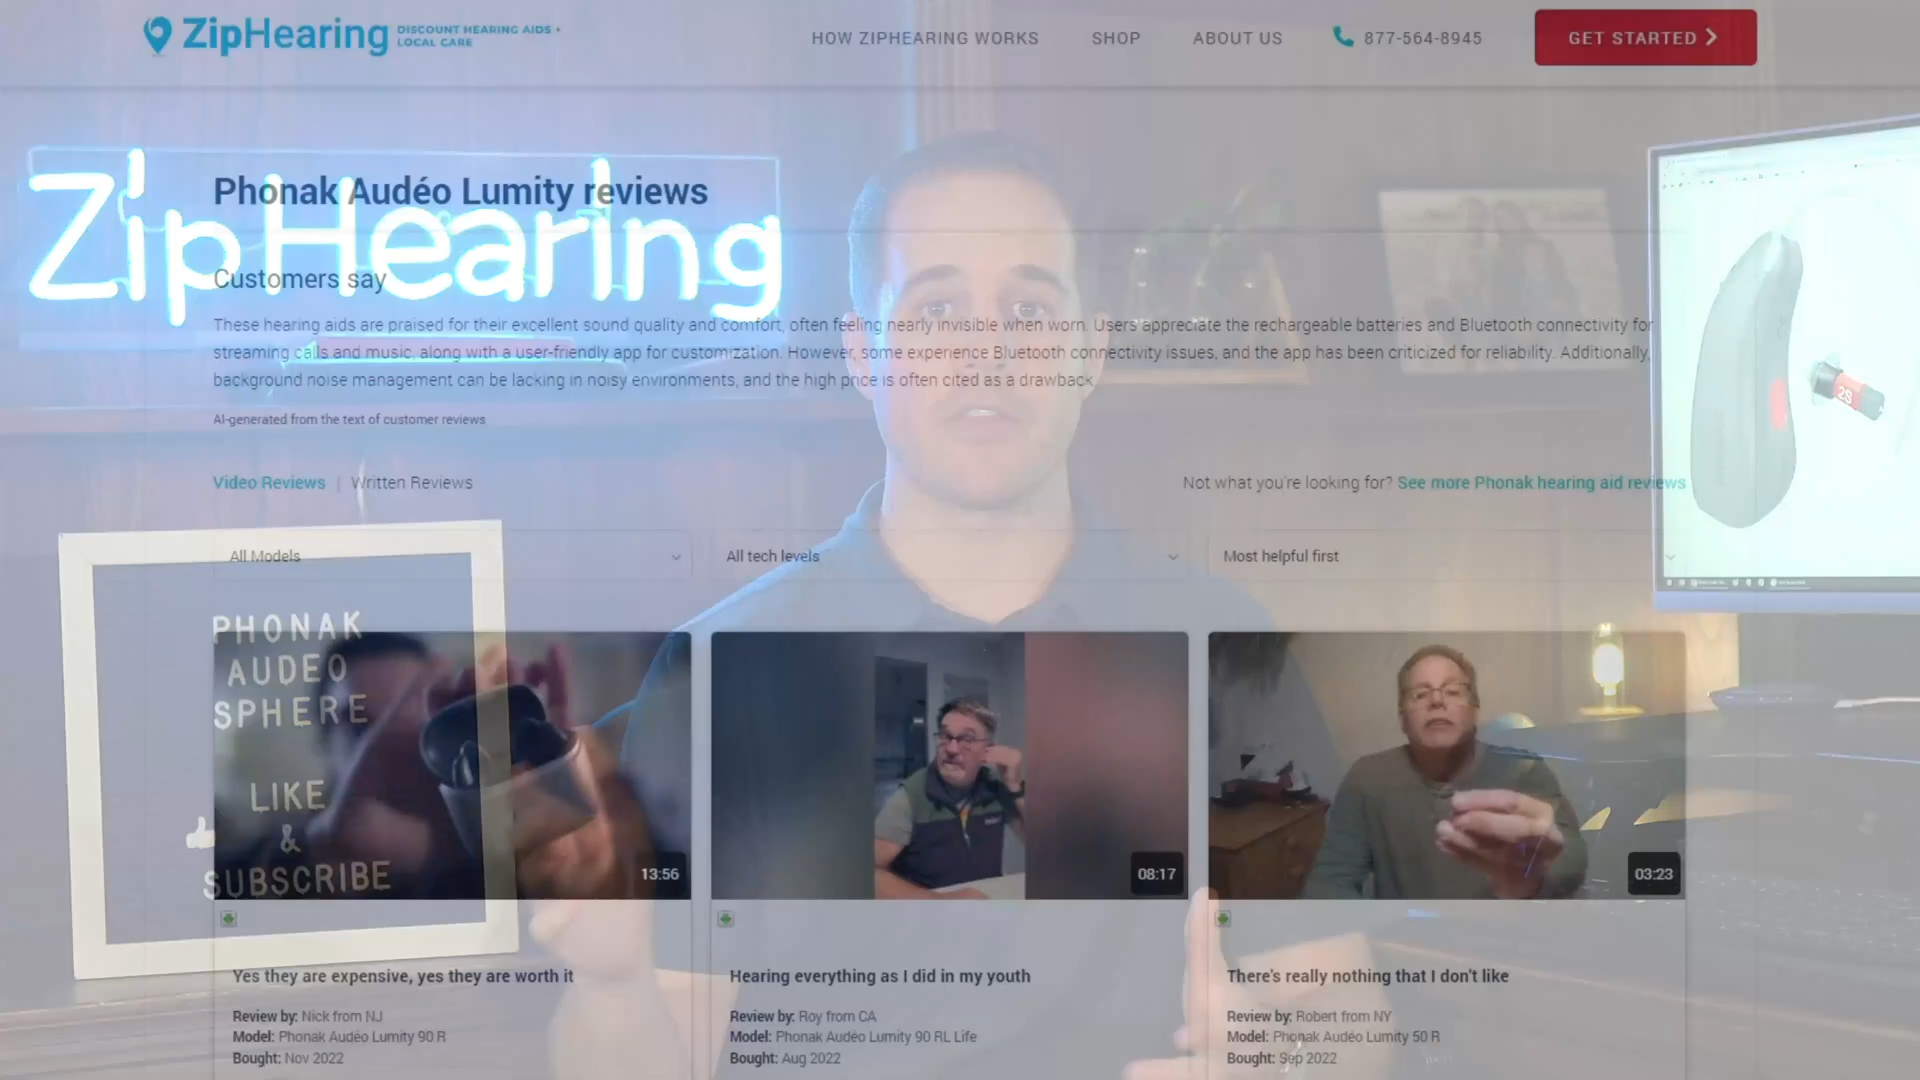 ZipHearing
DISCOUNT HEARING AIDS •
LOCAL CARE
HOW ZIPHEARING WORKS
SHOP
ABOUT US
877-564-8945
GET STARTED
ZipHearing
Phonak Audéo Lumity reviews
Customers say
These hearing aids are praised for their excellent sound quality and comfort, often feeling nearly invisible when worn. Users appreciate the rechargeable batteries and Bluetooth connectivity for
streaming calls and music, along with a user-friendly app for customization. However, some experience Bluetooth connectivity issues, and the app has been criticized for reliability. Additionally,
background noise management can be lacking in noisy environments, and the high price is often cited as a drawback.
AI-generated from the text of customer reviews
2S
Video Reviews | Written Reviews
Not what you're looking for? See more Phonak hearing aid reviews
All Models
All tech levels
Most helpful first
PHONAK
AUDEO
SPHERE
LIKE
&
SUBSCRIBE
13:56
08:17
03:23
Yes they are expensive, yes they are worth it
Review by: Nick from NJ
Model: Phonak Audéo Lumity 90 R
Bought: Nov 2022
Hearing everything as I did in my youth
Review by: Roy from CA
Model: Phonak Audéo Lumity 90 RL Life
Bought: Aug 2022
There's really nothing that I don't like
Review by: Robert from NY
Model: Phonak Audéo Lumity 50 R
Bought: Sep 2022